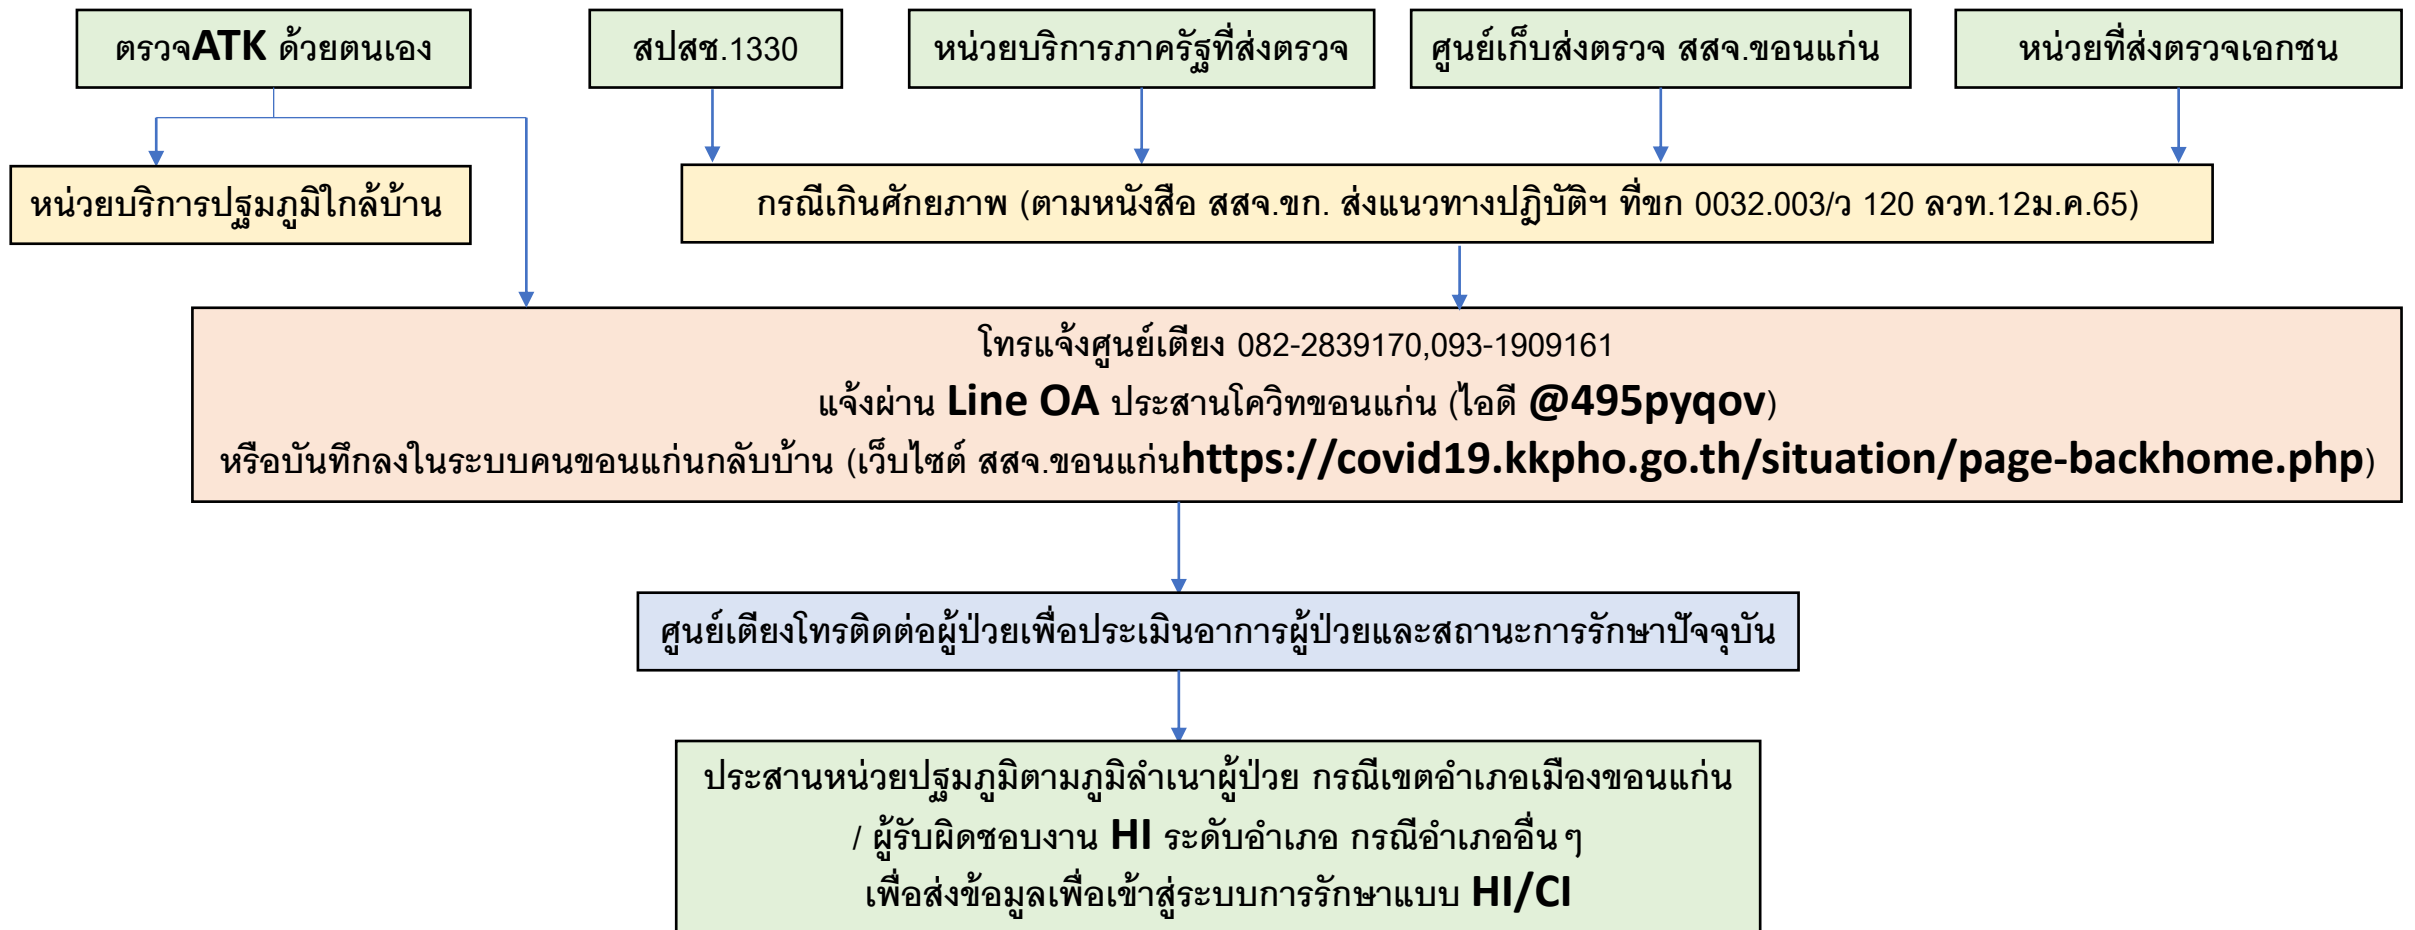 ตรวจATK ด้วยตนเอง
สปสช.1330
หน่วยบริการภาครัฐที่ส่งตรวจ
ศูนย์เก็บส่งตรวจ สสจ.ขอนแก่น
หน่วยที่ส่งตรวจเอกชน
หน่วยบริการปฐมภูมิใกล้บ้าน
กรณีเกินศักยภาพ (ตามหนังสือ สสจ.ขก. ส่งแนวทางปฏิบัติฯ ที่ขก 0032.003/ว 120 ลวท.12ม.ค.65)
โทรแจ้งศูนย์เตียง 082-2839170,093-1909161
แจ้งผ่าน Line OA ประสานโควิทขอนแก่น (ไอดี @495pyqov)
หรือบันทึกลงในระบบคนขอนแก่นกลับบ้าน (เว็บไซต์ สสจ.ขอนแก่นhttps://covid19.kkpho.go.th/situation/page-backhome.php)
ศูนย์เตียงโทรติดต่อผู้ป่วยเพื่อประเมินอาการผู้ป่วยและสถานะการรักษาปัจจุบัน
ประสานหน่วยปฐมภูมิตามภูมิลำเนาผู้ป่วย กรณีเขตอำเภอเมืองขอนแก่น
/ ผู้รับผิดชอบงาน HI ระดับอำเภอ กรณีอำเภออื่น ๆ
เพื่อส่งข้อมูลเพื่อเข้าสู่ระบบการรักษาแบบ HI/CI